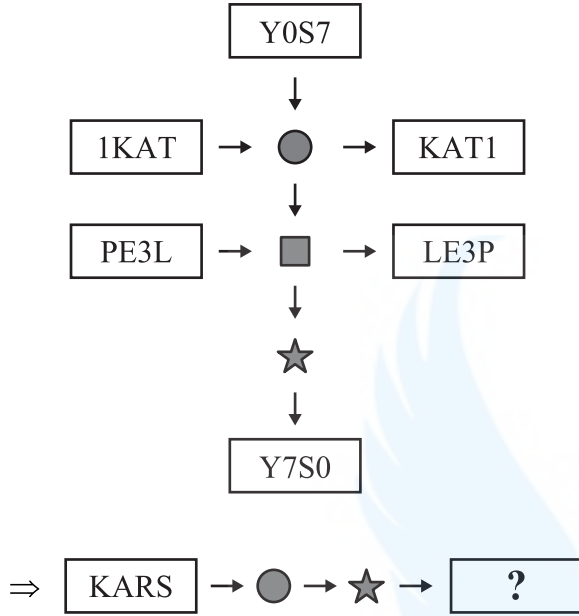 Y0S7
1KAT → → KAT1
PE3L → → LE3P
Y7S0
⇒ KARS → → → ?